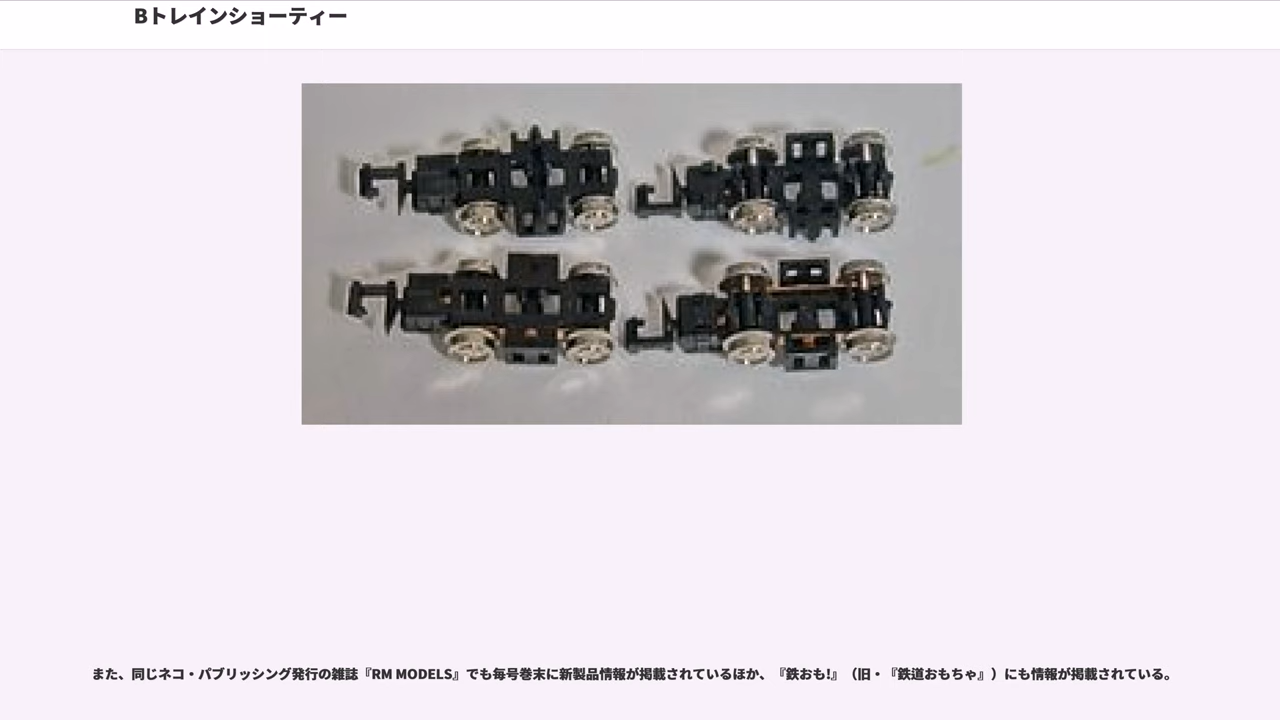 Bトレインショーティー
また、同じネコ・パブリッシング発行の雑誌『RM MODELS』でも毎号巻末に新製品情報が掲載されているほか、『鉄おも!』（旧・『鉄道おもちゃ』）にも情報が掲載されている。